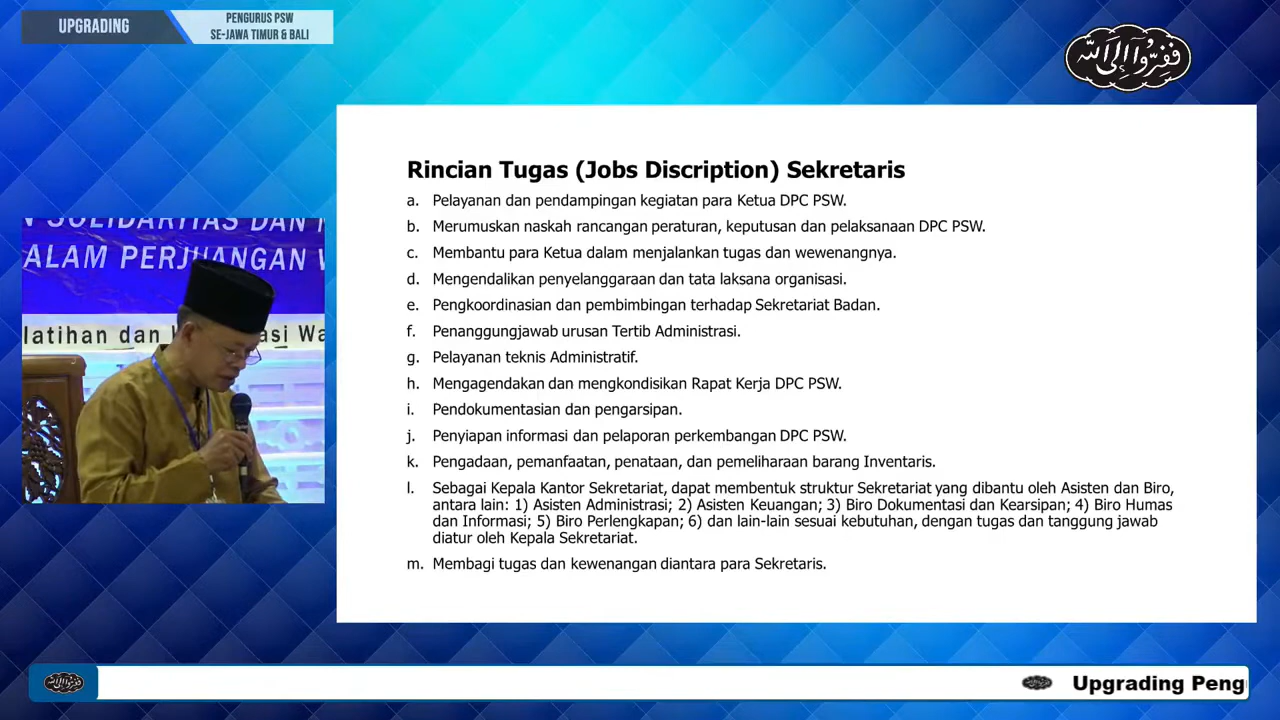 UPGRADING
PENGURUS PSW
SE-JAWA TIMUR & BALI
فَفِرُّوٓا۟ إِلَى اللهِ
Rincian Tugas (Jobs Discription) Sekretaris
a. Pelayanan dan pendampingan kegiatan para Ketua DPC PSW.
b. Merumuskan naskah rancangan peraturan, keputusan dan pelaksanaan DPC PSW.
c. Membantu para Ketua dalam menjalankan tugas dan wewenangnya.
d. Mengendalikan penyelanggaraan dan tata laksana organisasi.
e. Pengkoordinasian dan pembimbingan terhadap Sekretariat Badan.
f. Penanggungjawab urusan Tertib Administrasi.
g. Pelayanan teknis Administratif.
h. Mengagendakan dan mengkondisikan Rapat Kerja DPC PSW.
i. Pendokumentasian dan pengarsipan.
j. Penyiapan informasi dan pelaporan perkembangan DPC PSW.
k. Pengadaan, pemanfaatan, penataan, dan pemeliharaan barang Inventaris.
l. Sebagai Kepala Kantor Sekretariat, dapat membentuk struktur Sekretariat yang dibantu oleh Asisten dan Biro,
antara lain: 1) Asisten Administrasi; 2) Asisten Keuangan; 3) Biro Dokumentasi dan Kearsipan; 4) Biro Humas
dan Informasi; 5) Biro Perlengkapan; 6) dan lain-lain sesuai kebutuhan, dengan tugas dan tanggung jawab
diatur oleh Kepala Sekretariat.
m. Membagi tugas dan kewenangan diantara para Sekretaris.
N SOLIDARITAS DAN
ALAM PERJUANGAN W
latihan dan asi Wa
فَفِرُّوٓا۟ إِلَى اللهِ
Upgrading Peng